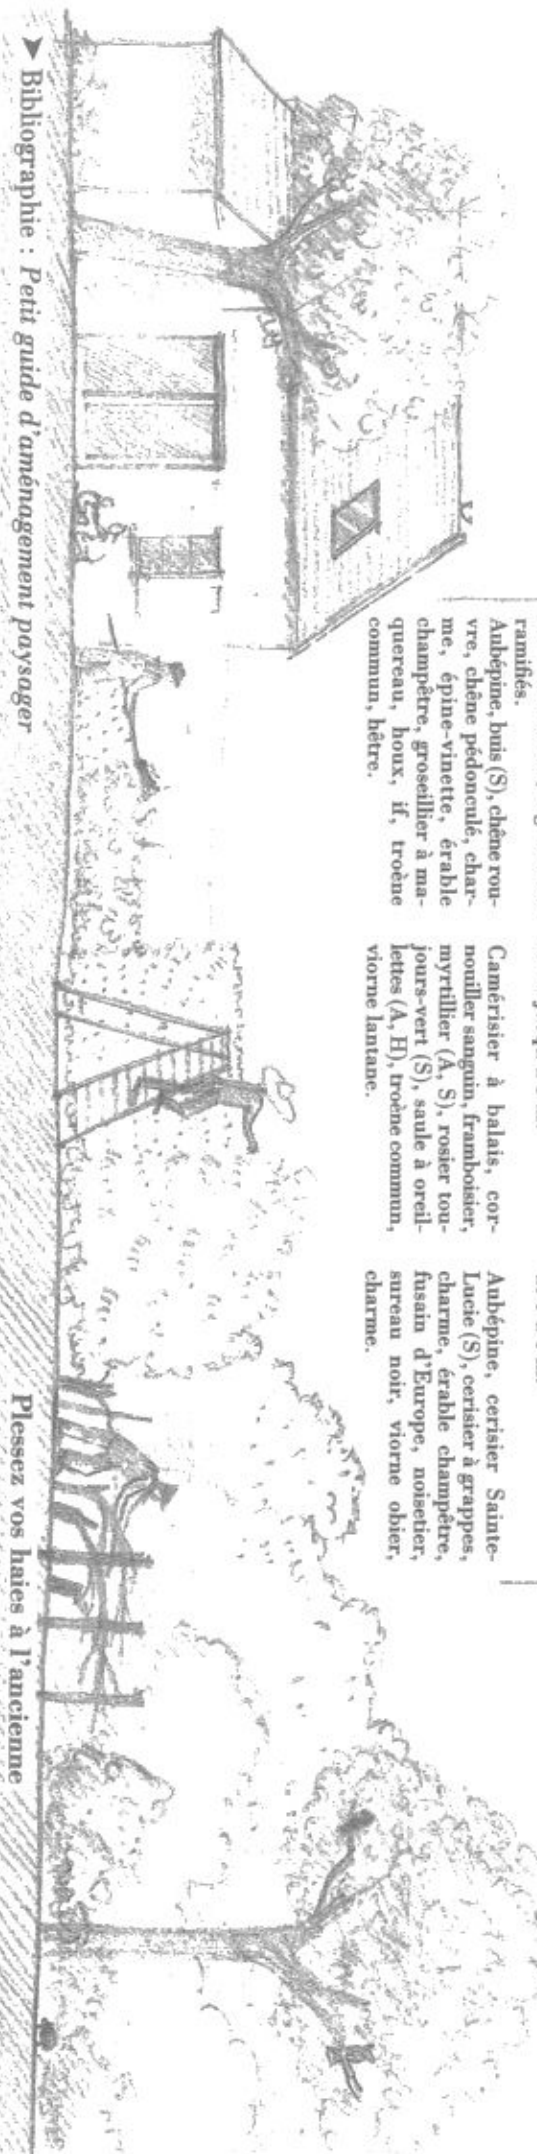 ramifiés.
Aubépine, buis (S), chêne rou-
vre, chêne pédonculé, char-
me, épine-vinette, érable
champêtre, groseillier à ma-
quereau, houx, if, troène
commun, hêtre.
Camérisier à balais, cor-
nouiller sanguin, framboisier,
myrtillier (A, S), rosier tou-
jours-vert (S), saule à oreil-
lettes (A, H), troène commun,
viorne lantane.
Aubépine, cerisier Sainte-
Lucie (S), cerisier à grappes,
charme, érable champêtre,
fusain d'Europe, noisetier,
sureau noir, viorne obier,
charme.
➤ Bibliographie : Petit guide d'aménagement paysager
Plessez vos haies à l'ancienne